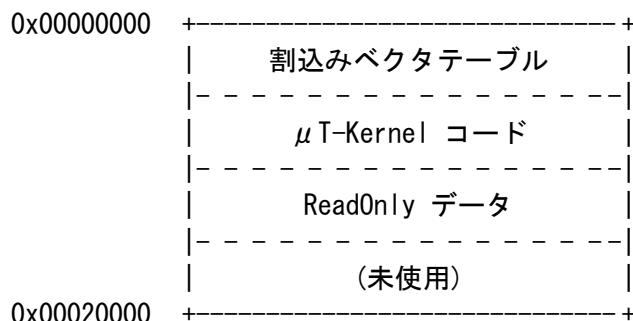 0x00000000
割込みベクタテーブル
μT-Kernel コード
ReadOnly データ
(未使用)
0x00020000